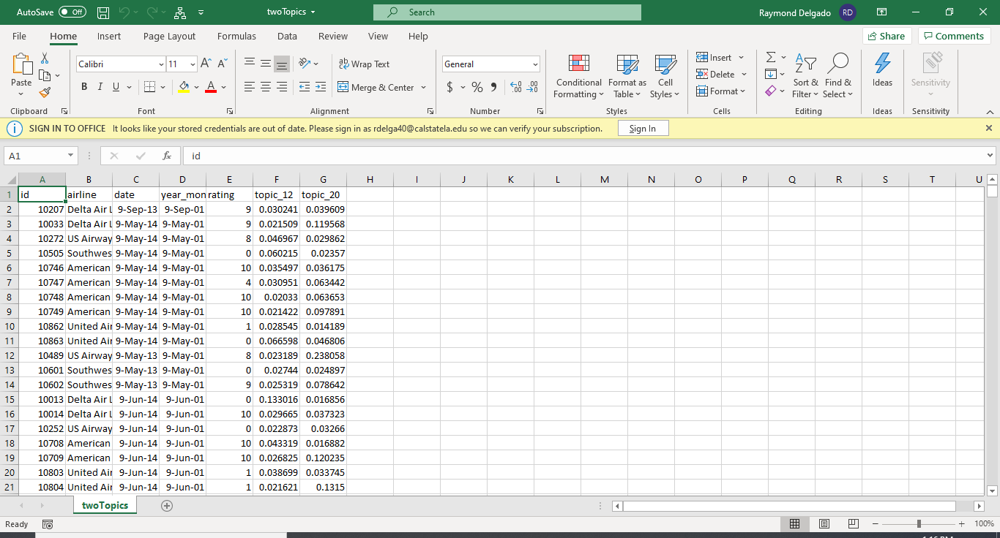 AutoSave Off twoTopics Search Raymond Delgado RD
File Home Insert Page Layout Formulas Data Review View Help Share Comments
Calibri 11 A A ab Wrap Text General Insert
Paste B I U A Merge & Center $ % Conditional Formatting Format as Table Cell Styles Delete Format Sort & Filter Find & Select Ideas Sensitivity
Clipboard Font Alignment Number Styles Cells Editing Ideas Sensitivity
SIGN IN TO OFFICE It looks like your stored credentials are out of date. Please sign in as rdelga40@calstatela.edu so we can verify your subscription. Sign In
A1 fx id
A B C D E F G H I J K L M N O P Q R S T U
1 id airline date year_mon rating topic_12 topic_20
2 10207 Delta Air L 9-Sep-13 9-Sep-01 9 0.030241 0.039609
3 10033 Delta Air L 9-May-14 9-May-01 9 0.021509 0.119568
4 10272 US Airway 9-May-14 9-May-01 8 0.046967 0.029862
5 10505 Southwes 9-May-14 9-May-01 0 0.060215 0.02357
6 10746 American 9-May-14 9-May-01 10 0.035497 0.036175
7 10747 American 9-May-14 9-May-01 4 0.030951 0.063442
8 10748 American 9-May-14 9-May-01 10 0.02033 0.063653
9 10749 American 9-May-14 9-May-01 10 0.021422 0.097891
10 10862 United Air 9-May-14 9-May-01 1 0.028545 0.014189
11 10863 United Air 9-May-14 9-May-01 0 0.066598 0.046806
12 10489 US Airway 9-May-13 9-May-01 8 0.023189 0.238058
13 10601 Southwes 9-May-13 9-May-01 0 0.02744 0.024897
14 10602 Southwes 9-May-13 9-May-01 9 0.025319 0.078642
15 10013 Delta Air L 9-Jun-14 9-Jun-01 0 0.133016 0.016856
16 10014 Delta Air L 9-Jun-14 9-Jun-01 10 0.029665 0.037323
17 10252 US Airway 9-Jun-14 9-Jun-01 0 0.022873 0.03266
18 10708 American 9-Jun-14 9-Jun-01 10 0.043319 0.016882
19 10709 American 9-Jun-14 9-Jun-01 10 0.026825 0.120235
20 10803 United Air 9-Jun-14 9-Jun-01 1 0.038699 0.033745
21 10804 United Air 9-Jun-14 9-Jun-01 1 0.021621 0.1315
twoTopics
Ready 100%